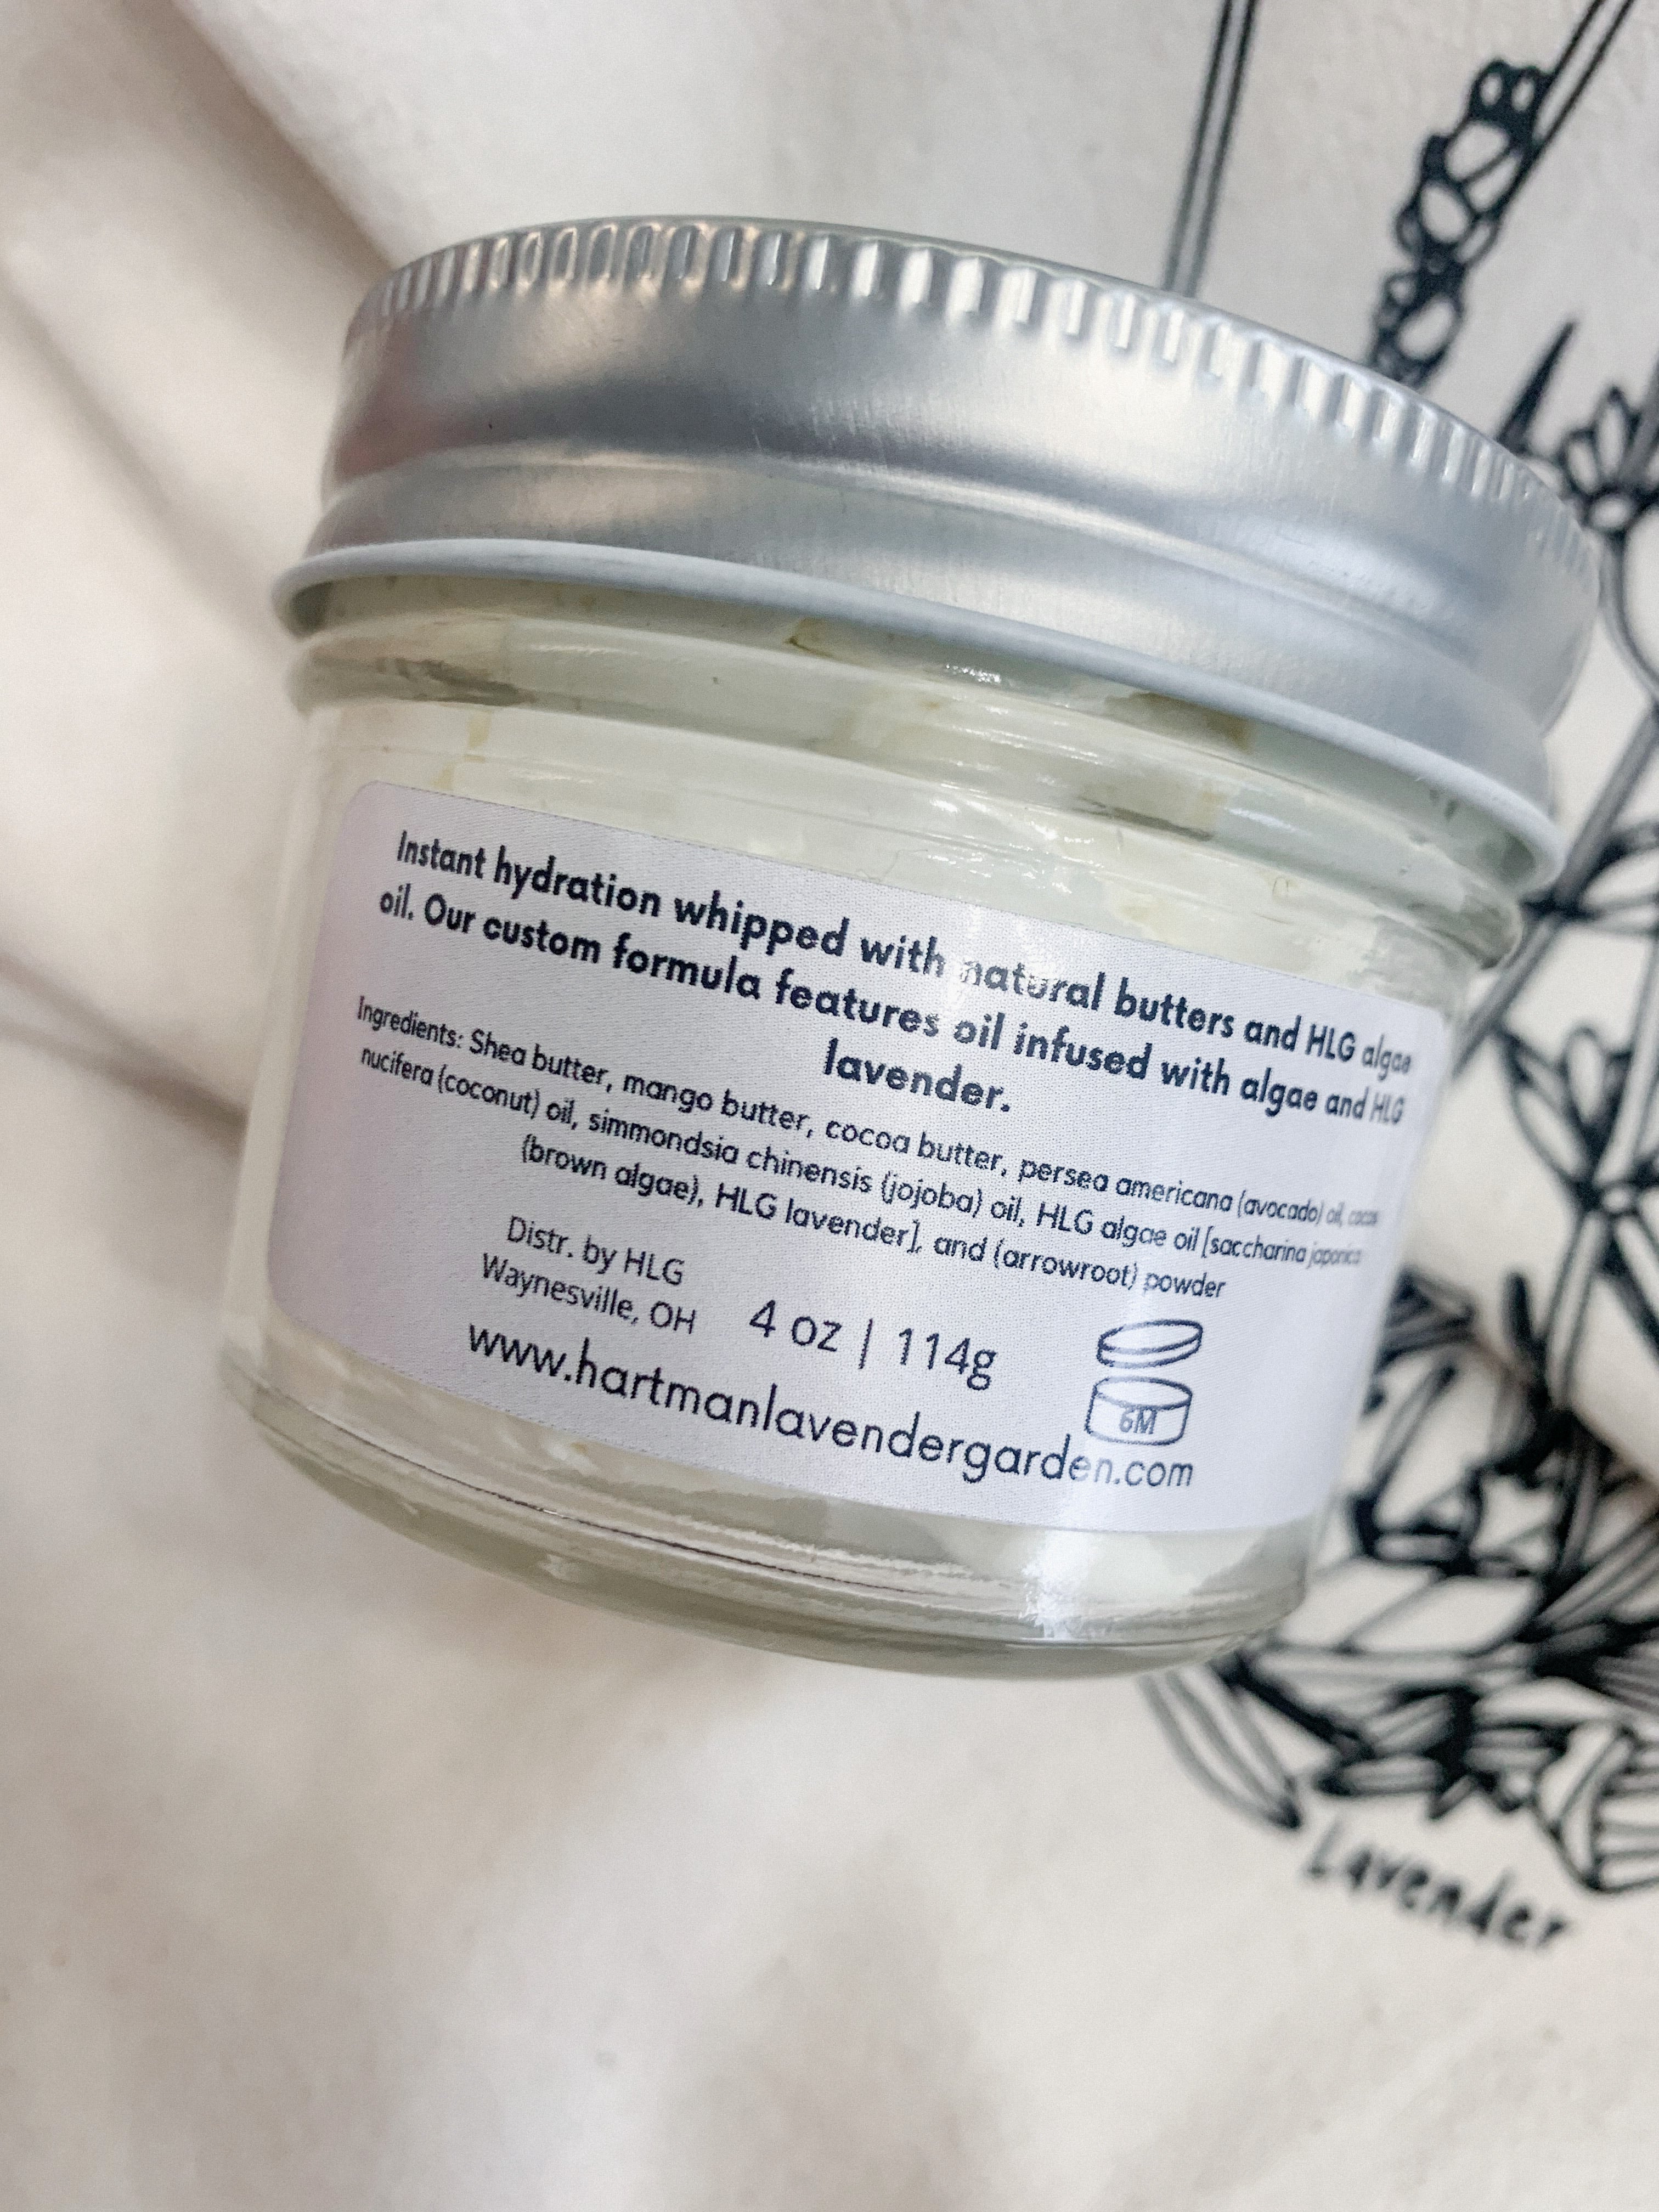 Instant hydration whipped with natural butters and HLG algae
oil. Our custom formula features oil infused with algae and HLG
lavender.
Ingredients: Shea butter, mango butter, cocoa butter, persea americana (avocado) oil, cocos
nucifera (coconut) oil, simmondsia chinensis (jojoba) oil, HLG algae oil [saccharina japonica
(brown algae), HLG lavender], and (arrowroot) powder
Distr. by HLG
Waynesville, OH
4 oz | 114g
6M
www.hartmanlavendergarden.com
Lavender